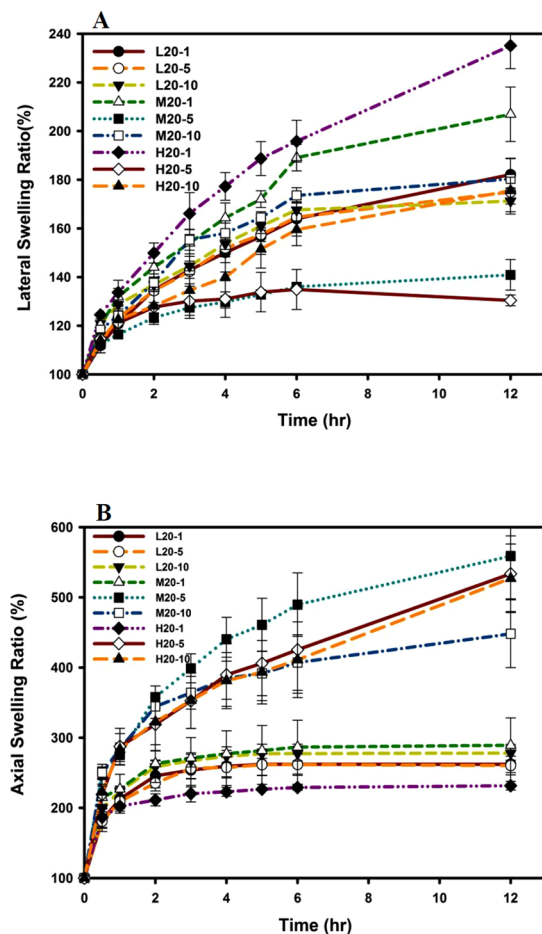 A
240
220
200
180
160
140
120
100
Lateral Swelling Ratio(%)
L20-1
L20-5
L20-10
M20-1
M20-5
M20-10
H20-1
H20-5
H20-10
0 2 4 6 8 10 12
Time (hr)
B
600
500
400
300
200
100
Axial Swelling Ratio (%)
L20-1
L20-5
L20-10
M20-1
M20-5
M20-10
H20-1
H20-5
H20-10
0 2 4 6 8 10 12
Time (hr)